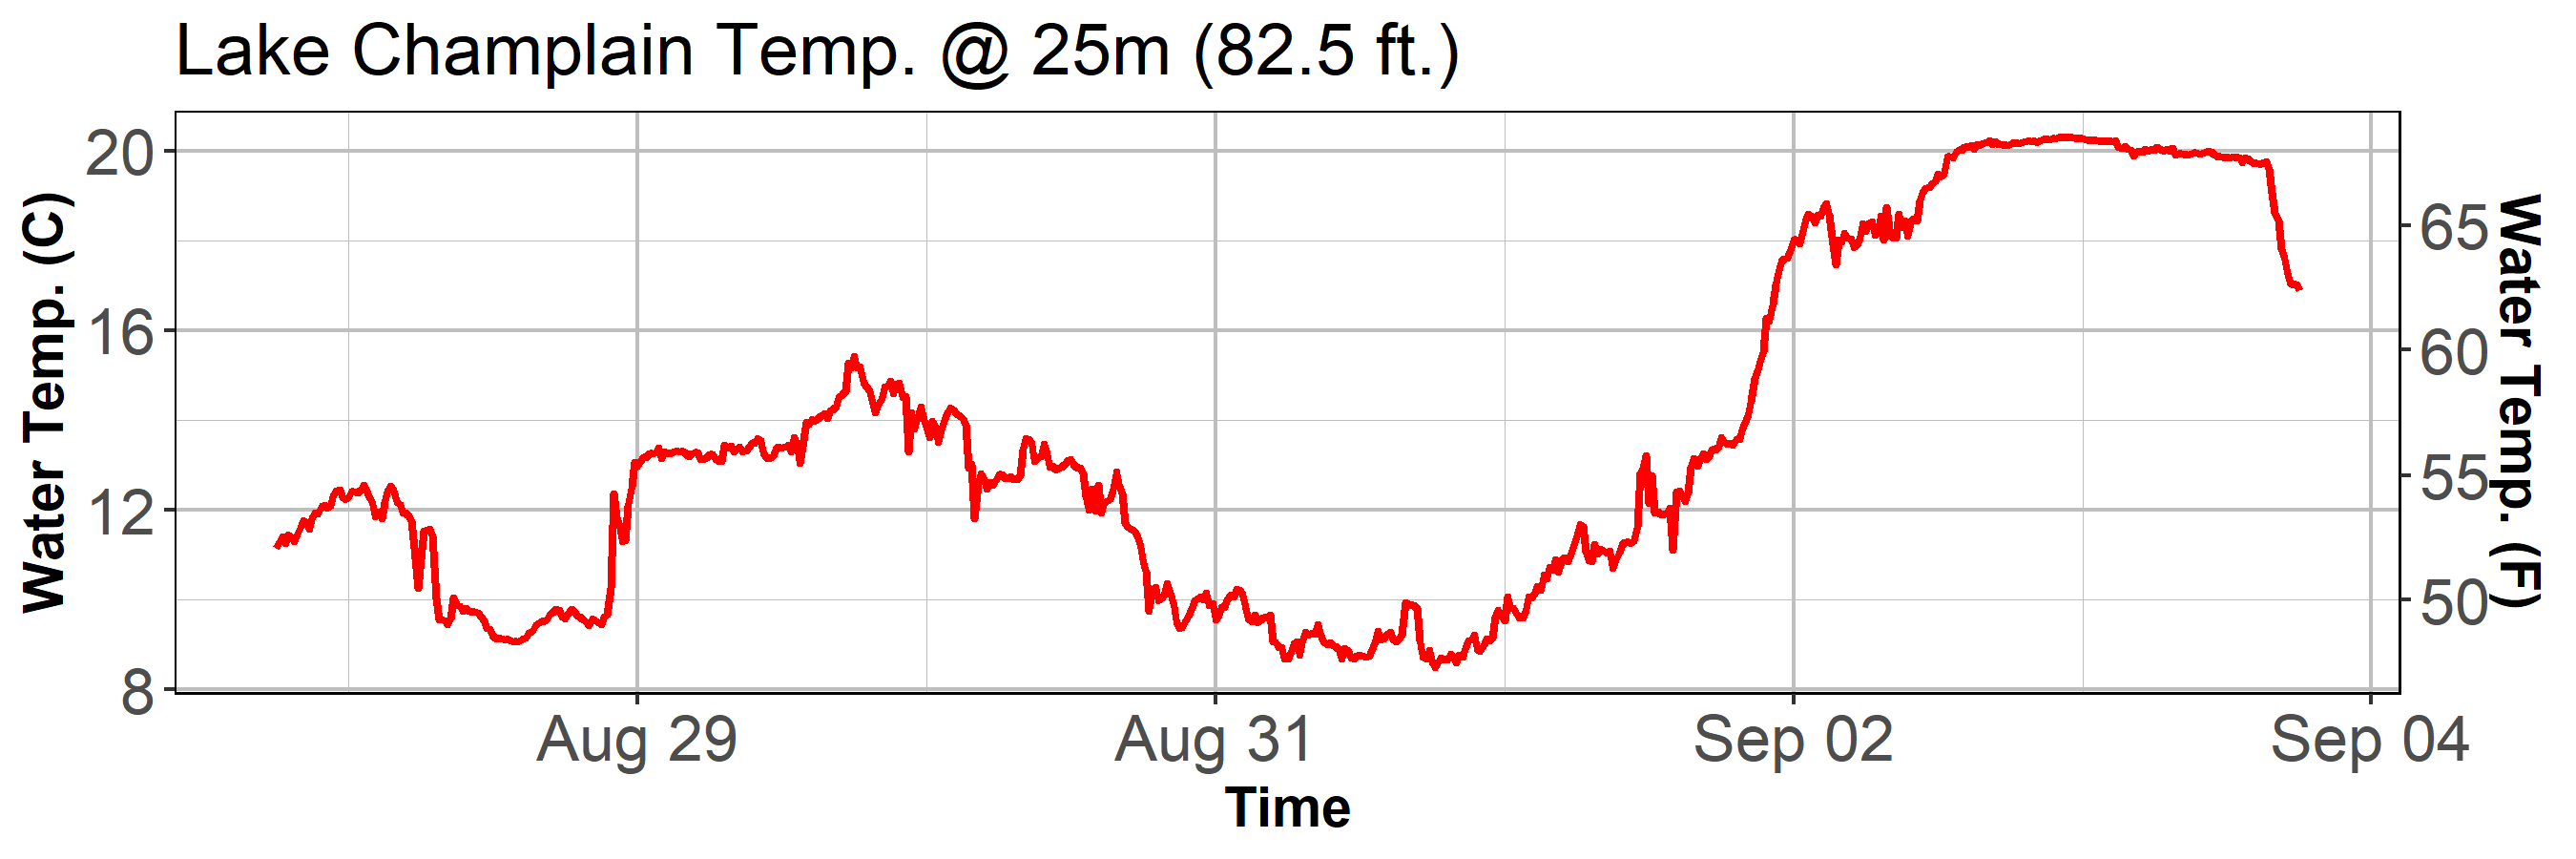 Lake Champlain Temp. @ 25m (82.5 ft.)
Water Temp. (C)
20
16
12
8
65
60
55
50
Water Temp. (F)
Aug 29
Aug 31
Sep 02
Sep 04
Time